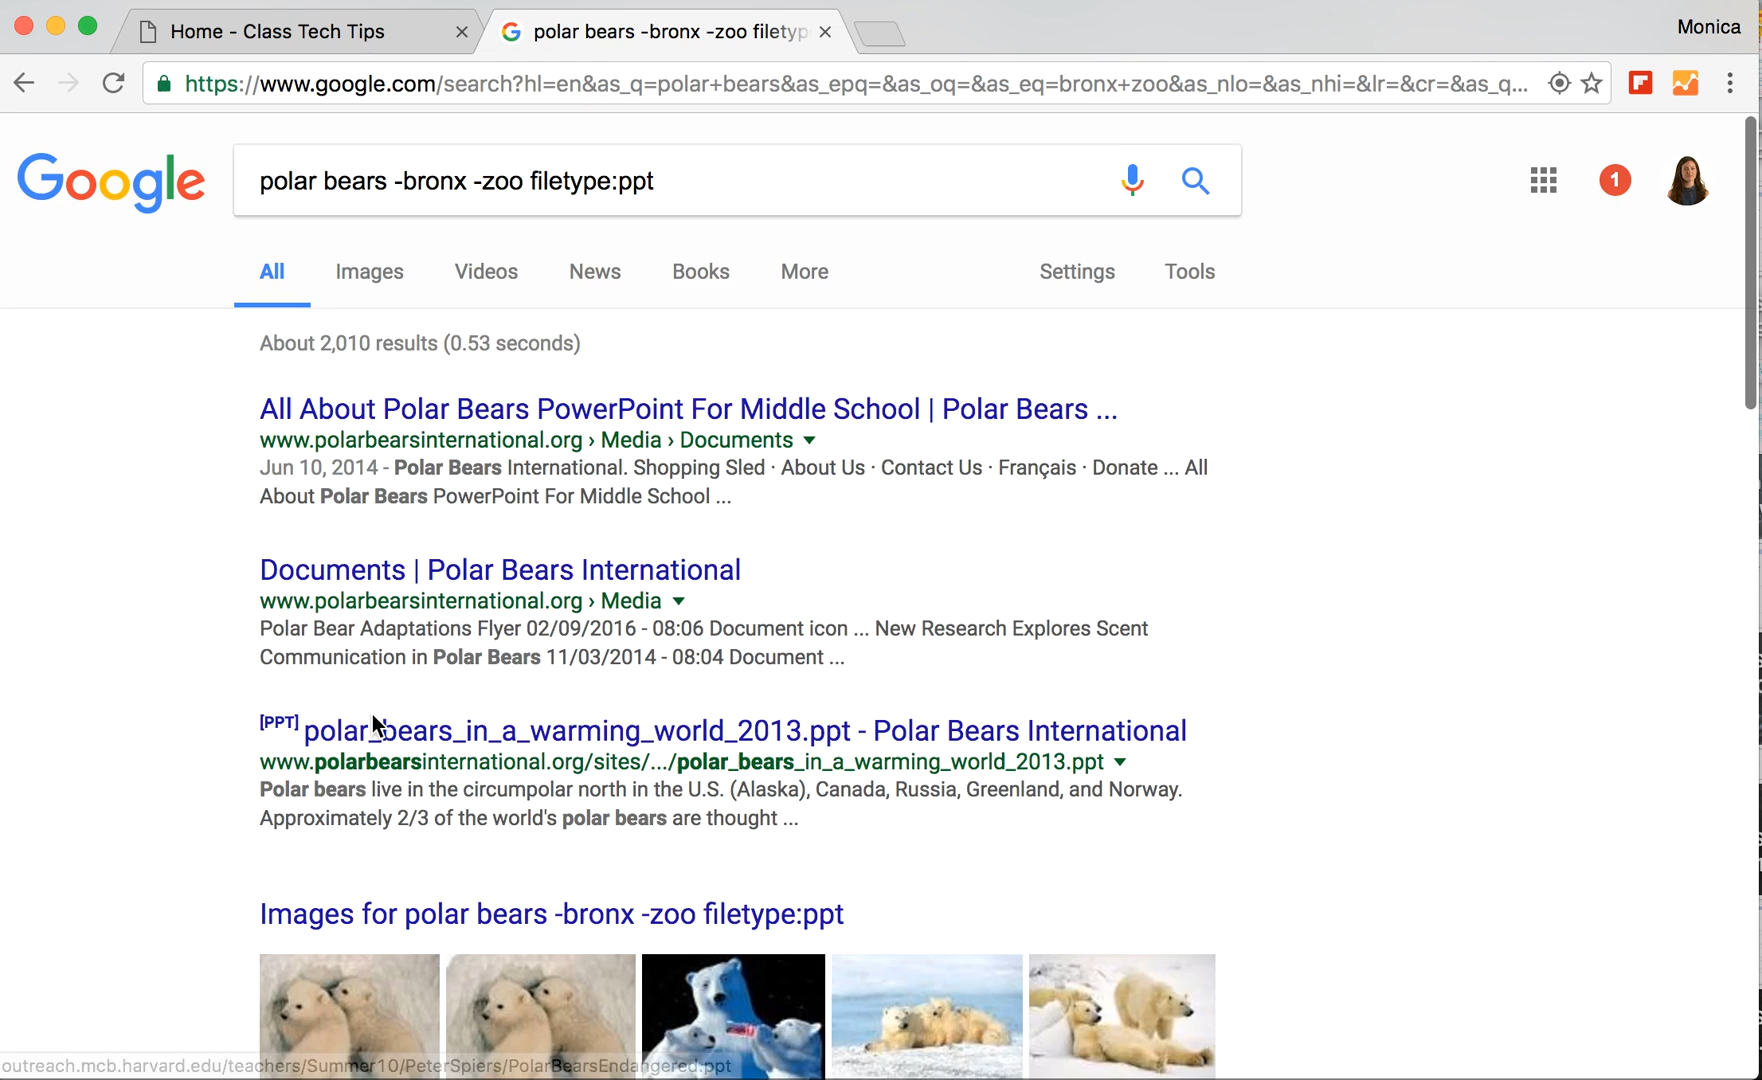 Home - Class Tech Tips
polar bears -bronx -zoo filetyp
Monica
https://www.google.com/search?hl=en&as_q=polar+bears&as_epq=&as_oq=&as_eq=bronx+zoo&as_nlo=&as_nhi=&lr=&cr=&as_q...
Google
polar bears -bronx -zoo filetype:ppt
1
All Images Videos News Books More Settings Tools
About 2,010 results (0.53 seconds)
All About Polar Bears PowerPoint For Middle School | Polar Bears ...
www.polarbearsinternational.org › Media › Documents
Jun 10, 2014 - Polar Bears International. Shopping Sled · About Us · Contact Us · Français · Donate ... All
About Polar Bears PowerPoint For Middle School ...
Documents | Polar Bears International
www.polarbearsinternational.org › Media
Polar Bear Adaptations Flyer 02/09/2016 - 08:06 Document icon ... New Research Explores Scent
Communication in Polar Bears 11/03/2014 - 08:04 Document ...
[PPT] polar_bears_in_a_warming_world_2013.ppt - Polar Bears International
www.polarbearsinternational.org/sites/.../polar_bears_in_a_warming_world_2013.ppt
Polar bears live in the circumpolar north in the U.S. (Alaska), Canada, Russia, Greenland, and Norway.
Approximately 2/3 of the world's polar bears are thought ...
Images for polar bears -bronx -zoo filetype:ppt
outreach.mcb.harvard.edu/teachers/Summer10/PeterSpiers/PolarBearsEndangered.ppt